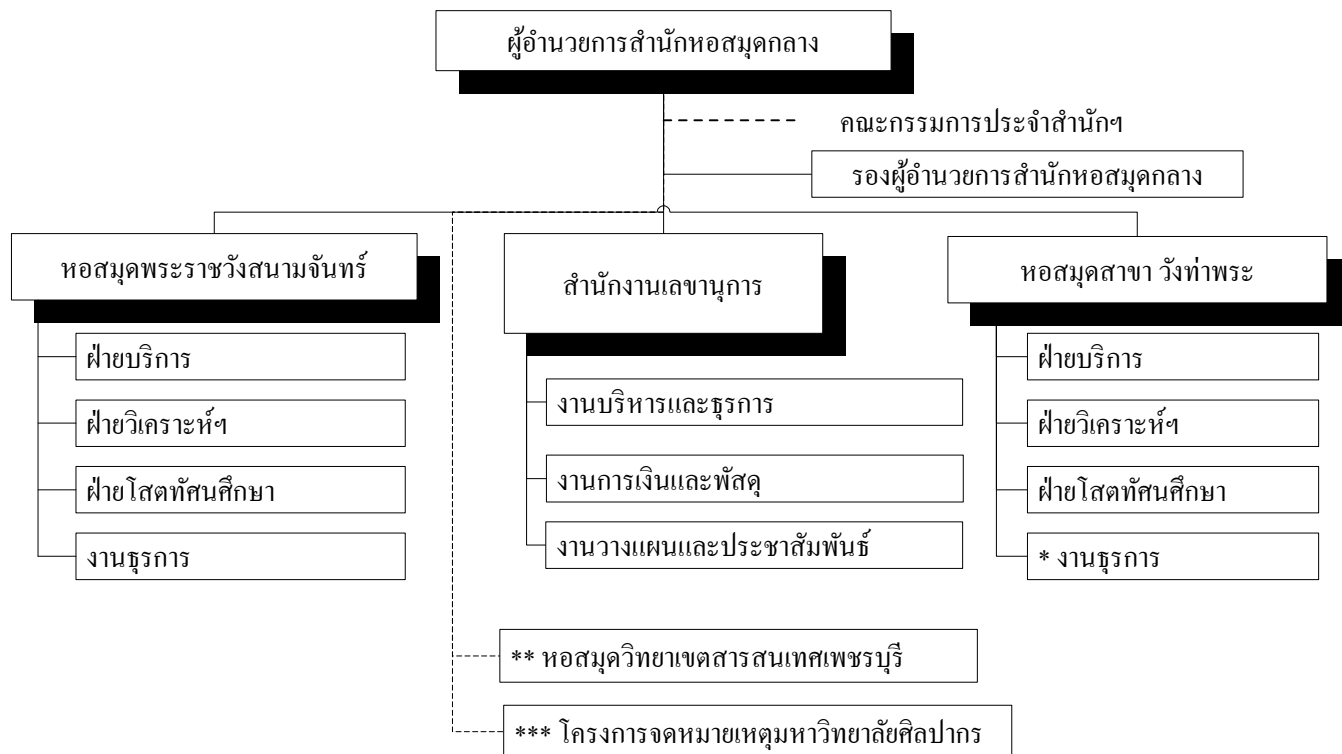 ผู้อำนวยการสำนักหอสมุดกลาง
คณะกรรมการประจำสำนักฯ
รองผู้อำนวยการสำนักหอสมุดกลาง
หอสมุดพระราชวังสนามจันทร์
ฝ่ายบริการ
ฝ่ายวิเคราะห์ฯ
ฝ่ายโสตทัศนศึกษา
งานธุรการ
สำนักงานเลขานุการ
งานบริหารและธุรการ
งานการเงินและพัสดุ
งานวางแผนและประชาสัมพันธ์
หอสมุดสาขา วังท่าพระ
ฝ่ายบริการ
ฝ่ายวิเคราะห์ฯ
ฝ่ายโสตทัศนศึกษา
* งานธุรการ
** หอสมุดวิทยาเขตสารสนเทศเพชรบุรี
*** โครงการจดหมายเหตุมหาวิทยาลัยศิลปากร